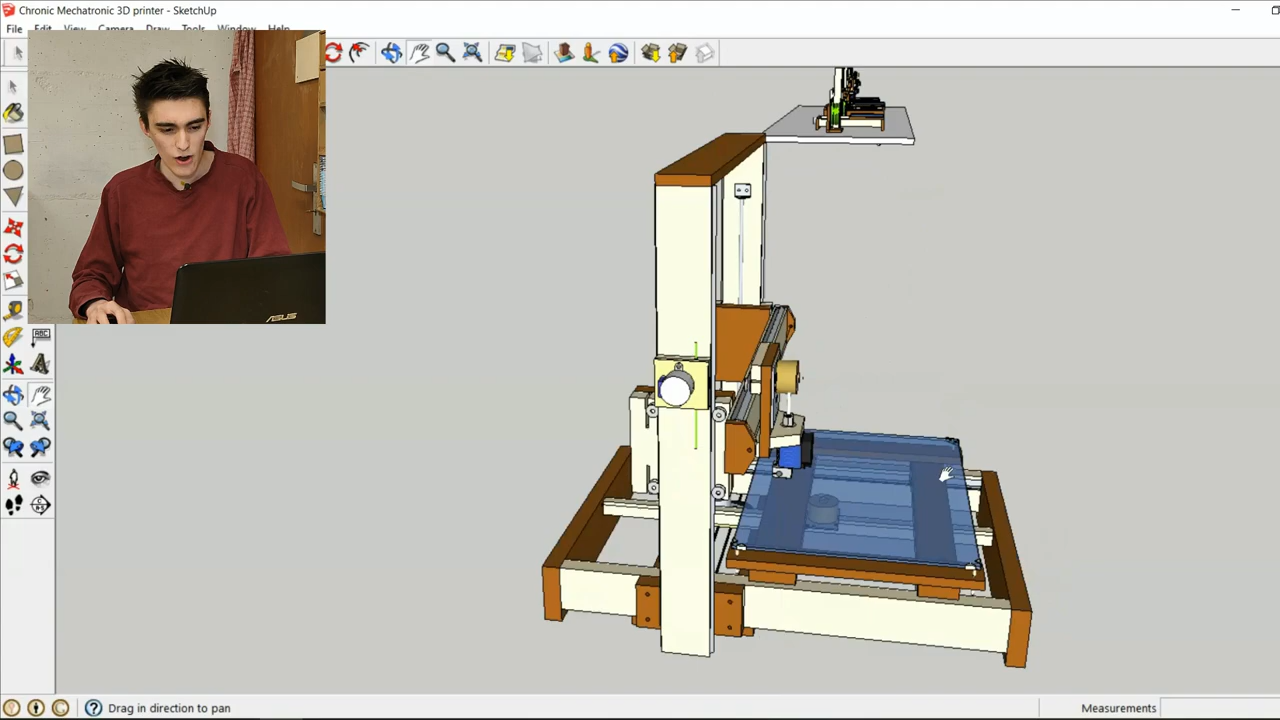 Chronic Mechatronic 3D printer - SketchUp
File Edit View Camera Draw Tools Window Help
ASUS
ABC
Drag in direction to pan
Measurements